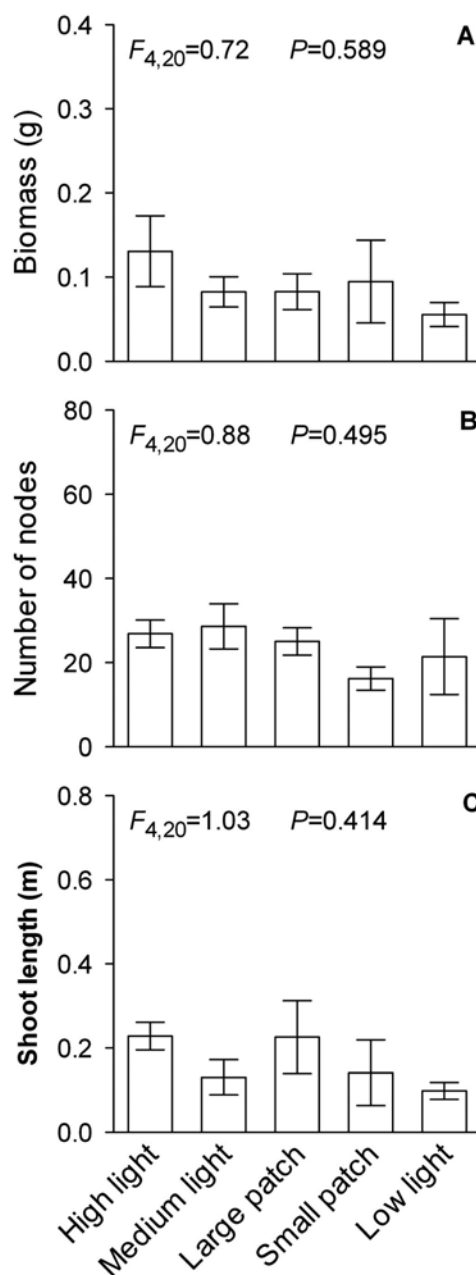 0.4
F4,20=0.72 P=0.589 A
0.3
0.2
0.1
0.0
Biomass (g)
80
F4,20=0.88 P=0.495 B
60
40
20
0
Number of nodes
0.8
F4,20=1.03 P=0.414 C
0.6
0.4
0.2
0.0
Shoot length (m)
High light
Medium light
Large patch
Small patch
Low light